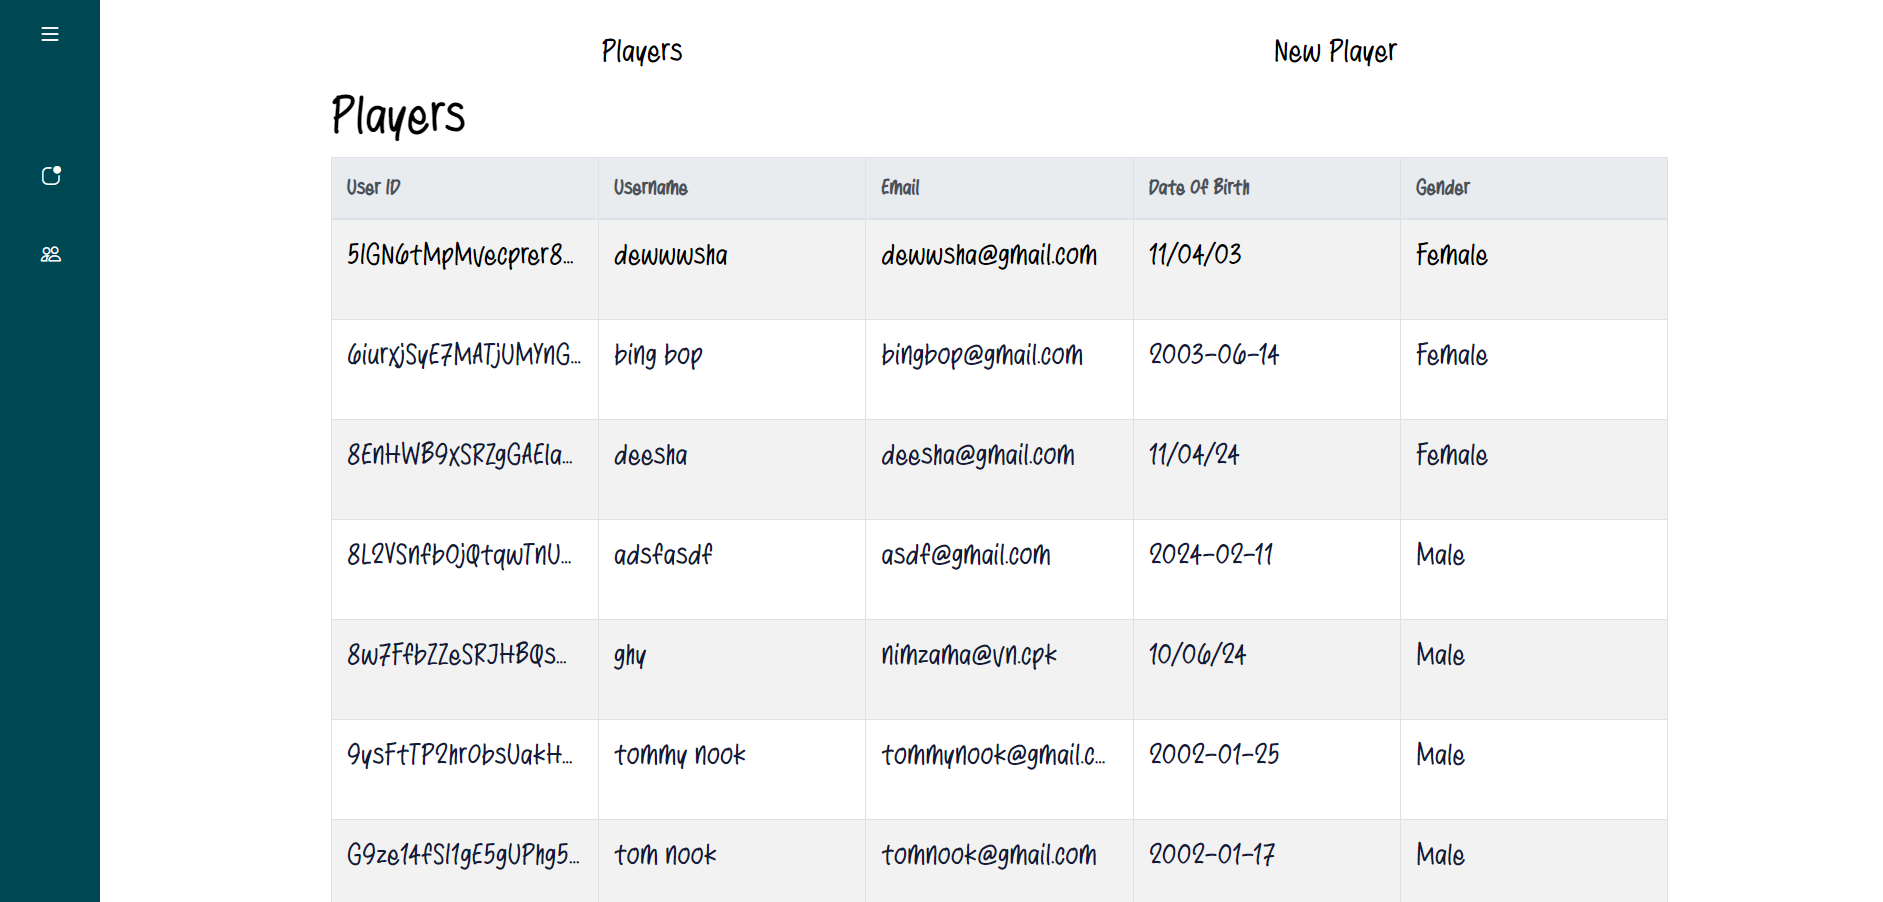 Players New Player
Players
User ID Username Email Date Of Birth Gender
5IGN6tMpMVecprer8... dewwwsha dewwsha@gmail.com 11/04/03 Female
6iurxjSyE7MATjUMYnG... bing bop bingbop@gmail.com 2003-06-14 Female
8EnHWB9XSRZgGAEla... deesha deesha@gmail.com 11/04/24 Female
8L2VSnfbOjQtqwTnU... adsfasdf asdf@gmail.com 2024-02-11 Male
8w7FfbZZeSRJHBQs... ghy nimzama@vn.cpk 10/06/24 Male
9ysFtTP2hrObsUakH... tommy nook tommynook@gmail.c... 2002-01-25 Male
G9ze14fSI1gE5gUPhg5... tom nook tomnook@gmail.com 2002-01-17 Male